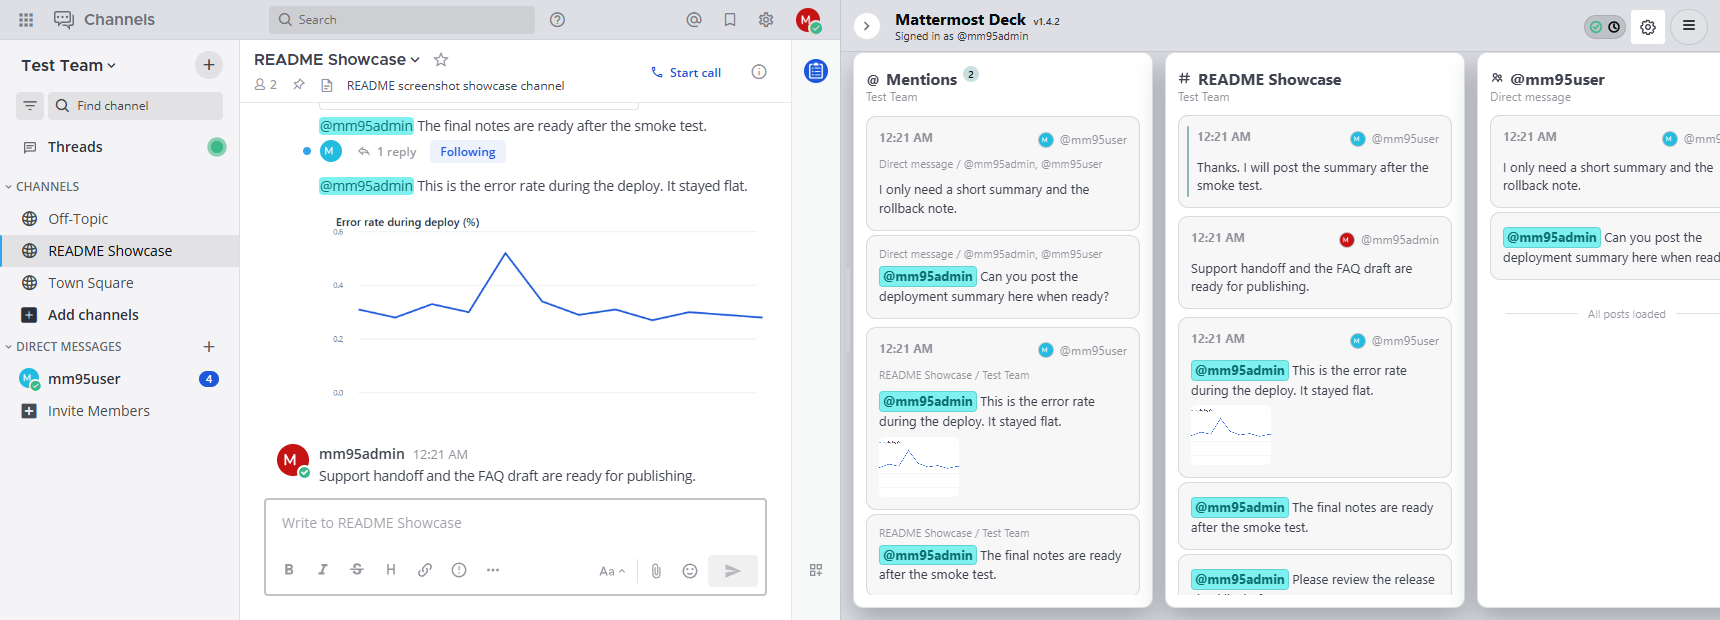 Channels
Search
M
Test Team
Find channel
Threads
CHANNELS
Off-Topic
README Showcase
Town Square
Add channels
DIRECT MESSAGES
M
mm95user
4
Invite Members
README Showcase
2
README screenshot showcase channel
Start call
@mm95admin The final notes are ready after the smoke test.
M
1 reply
Following
@mm95admin This is the error rate during the deploy. It stayed flat.
Error rate during deploy (%)
0.6
0.4
0.2
0.0
M
mm95admin 12:21 AM
Support handoff and the FAQ draft are ready for publishing.
Write to README Showcase
B I S H
Aa
Mattermost Deck v1.4.2
Signed in as @mm95admin
@ Mentions 2
Test Team
12:21 AM
M @mm95user
Direct message / @mm95admin, @mm95user
I only need a short summary and the
rollback note.
Direct message / @mm95admin, @mm95user
@mm95admin Can you post the
deployment summary here when ready?
12:21 AM
M @mm95user
README Showcase / Test Team
@mm95admin This is the error rate
during the deploy. It stayed flat.
README Showcase / Test Team
@mm95admin The final notes are ready
after the smoke test.
# README Showcase
Test Team
12:21 AM
M @mm95user
Thanks. I will post the summary after the
smoke test.
12:21 AM
M @mm95admin
Support handoff and the FAQ draft are
ready for publishing.
12:21 AM
M @mm95user
@mm95admin This is the error rate
during the deploy. It stayed flat.
@mm95admin The final notes are ready
after the smoke test.
@mm95admin Please review the release
@mm95user
Direct message
12:21 AM
M @mm9
I only need a short summary and the
rollback note.
@mm95admin Can you post the
deployment summary here when read
All posts loaded